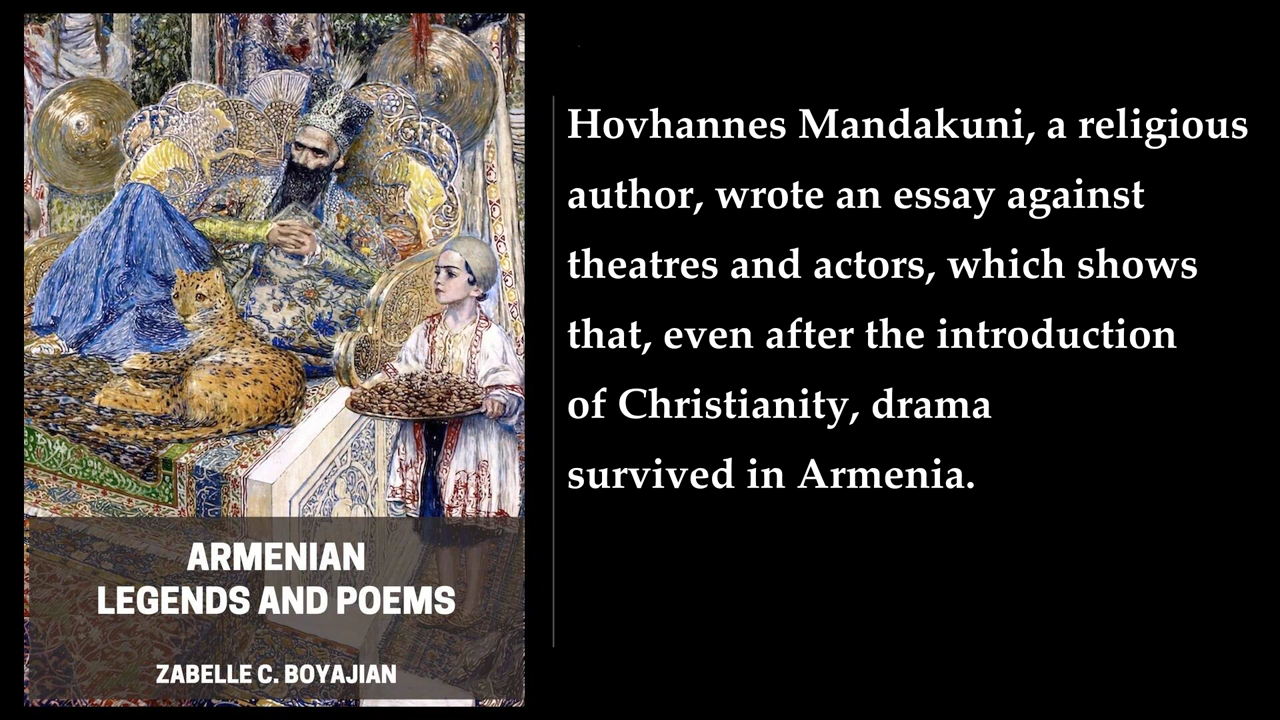 Hovhannes Mandakuni, a religious
author, wrote an essay against
theatres and actors, which shows
that, even after the introduction
of Christianity, drama
survived in Armenia.
ARMENIAN
LEGENDS AND POEMS
ZABELLE C. BOYAJIAN